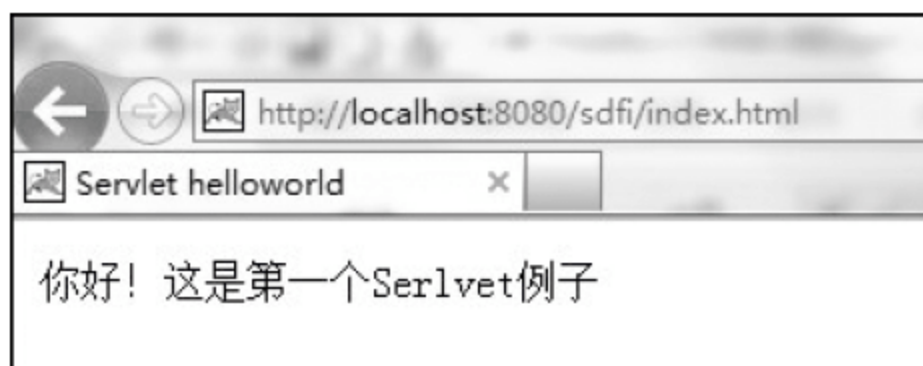 http://localhost:8080/sdfi/index.html
Servlet helloworld
你好！这是第一个Serlvet例子